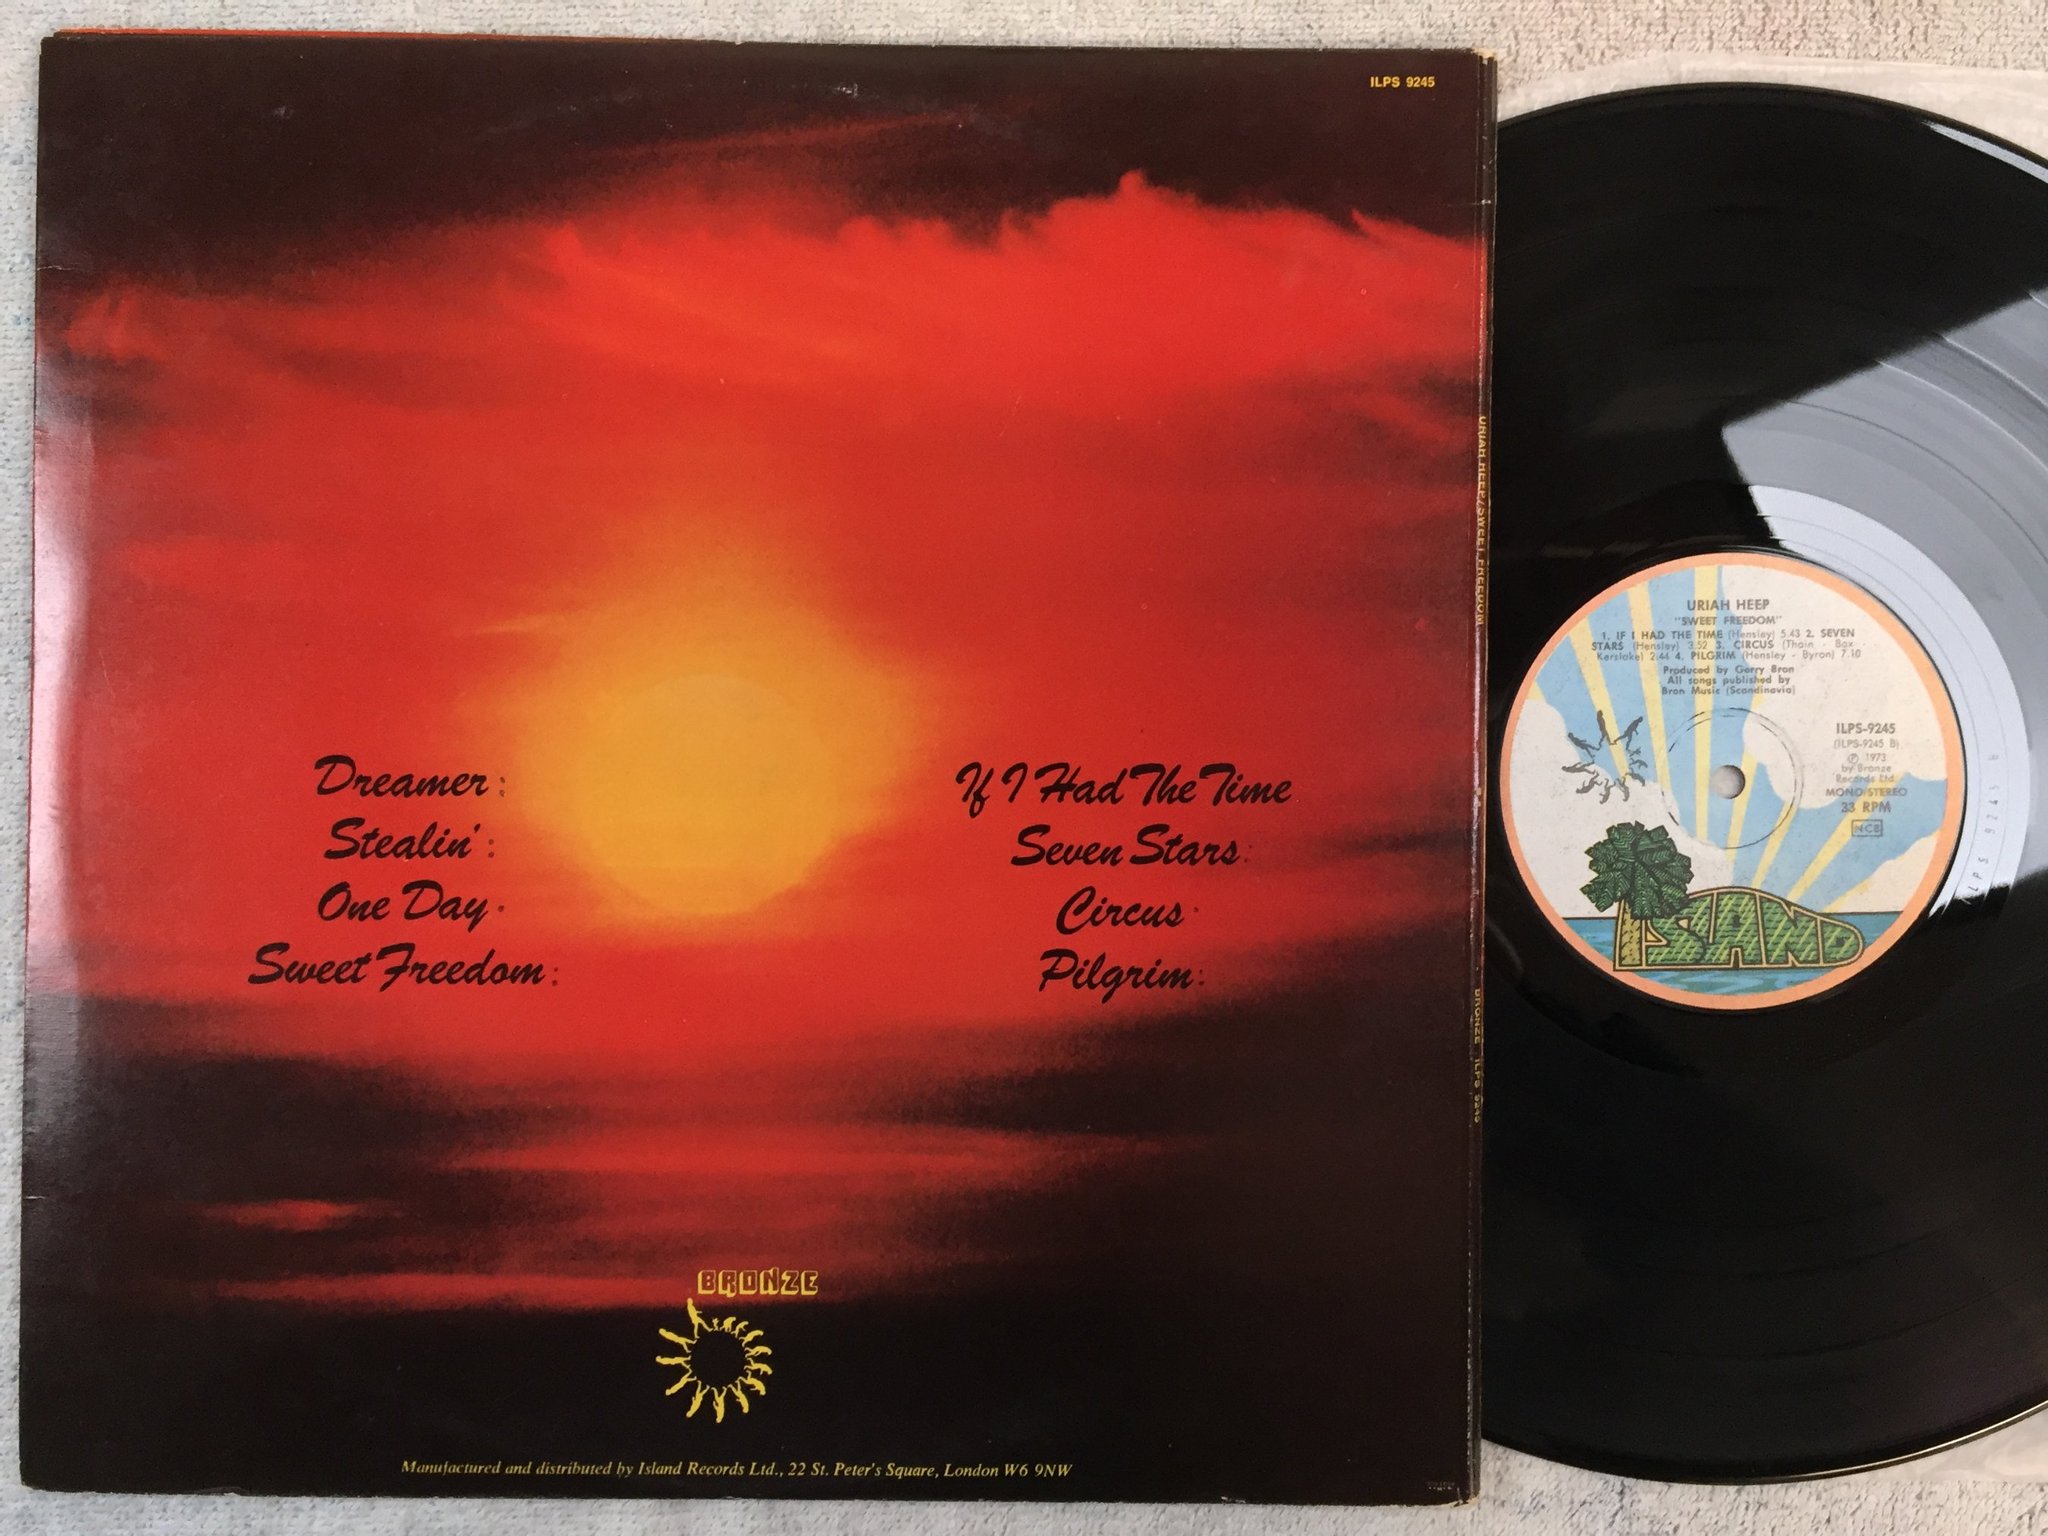 ILPS 9245
Dreamer:
Stealin':
One Day·
Sweet Freedom:
If I Had The Time
Seven Stars:
Circus·
Pilgrim:
BRONZE
Manufactured and distributed by Island Records Ltd., 22 St. Peter's Square, London W6 9NW
URIAH HEEP/SWEET FREEDOM
BRONZE ILPS 9245
URIAH HEEP
"SWEET FREEDOM"
1. IF I HAD THE TIME (Hensley) 5.43 2. SEVEN
STARS (Hensley) 3.52 3. CIRCUS (Thain - Box -
Kerslake) 2.44 4. PILGRIM (Hensley - Byron) 7.10
Produced by Gerry Bron
All songs published by
Bron Music (Scandinavia)
ILPS-9245
(ILPS-9245 B)
℗ 1973
by Bronze
Records Ltd.
MONO/STEREO
33 RPM
NCB
ISLAND
ILPS 9245 B